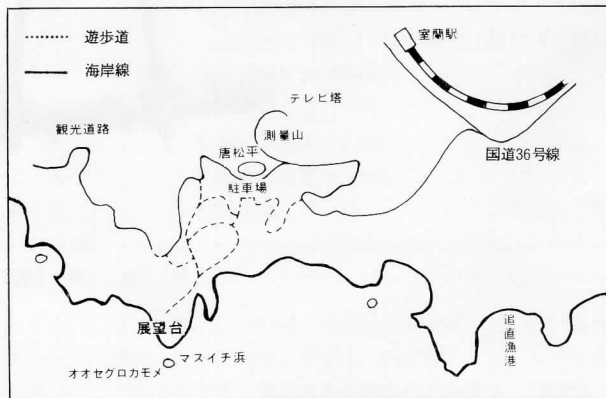 遊歩道
海岸線
室蘭駅
テレビ塔
測量山
観光道路
唐松平
駐車場
国道36号線
展望台
マスイチ浜
オオセグロカモメ
追直漁港